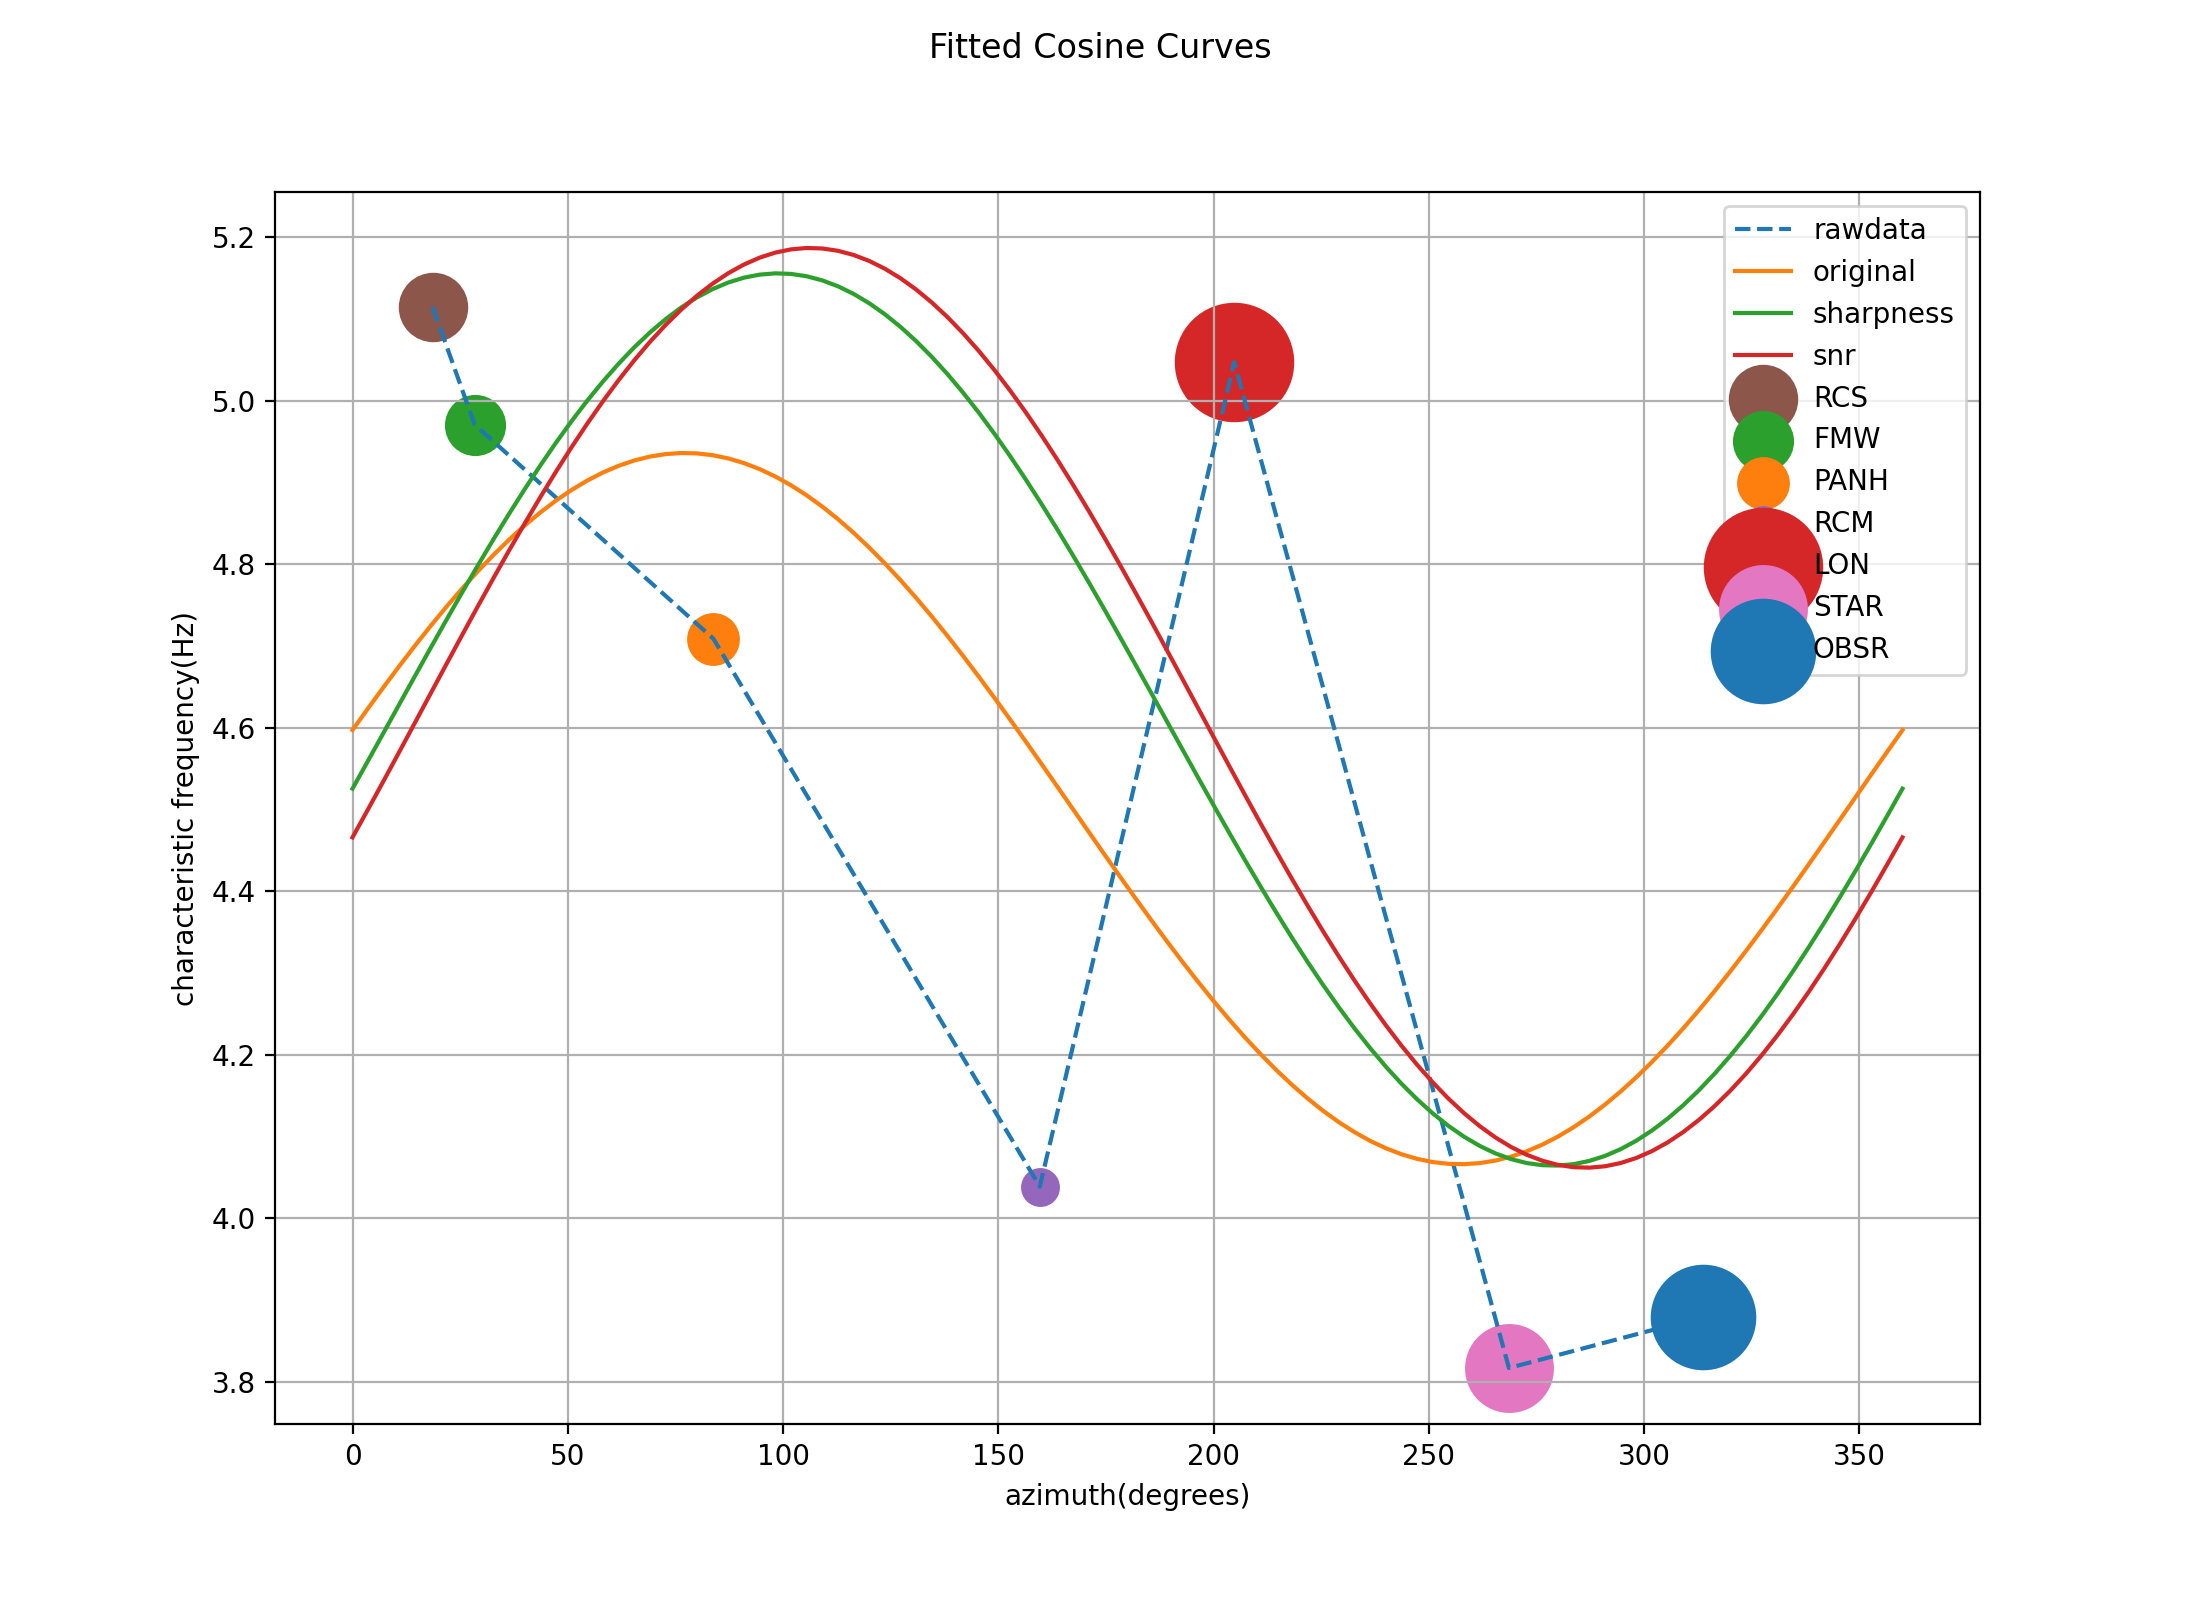 Fitted Cosine Curves
5.2
5.0
4.8
4.6
4.4
4.2
4.0
3.8
characteristic frequency(Hz)
rawdata
original
sharpness
snr
RCS
FMW
PANH
RCM
LON
STAR
OBSR
0 50 100 150 200 250 300 350
azimuth(degrees)